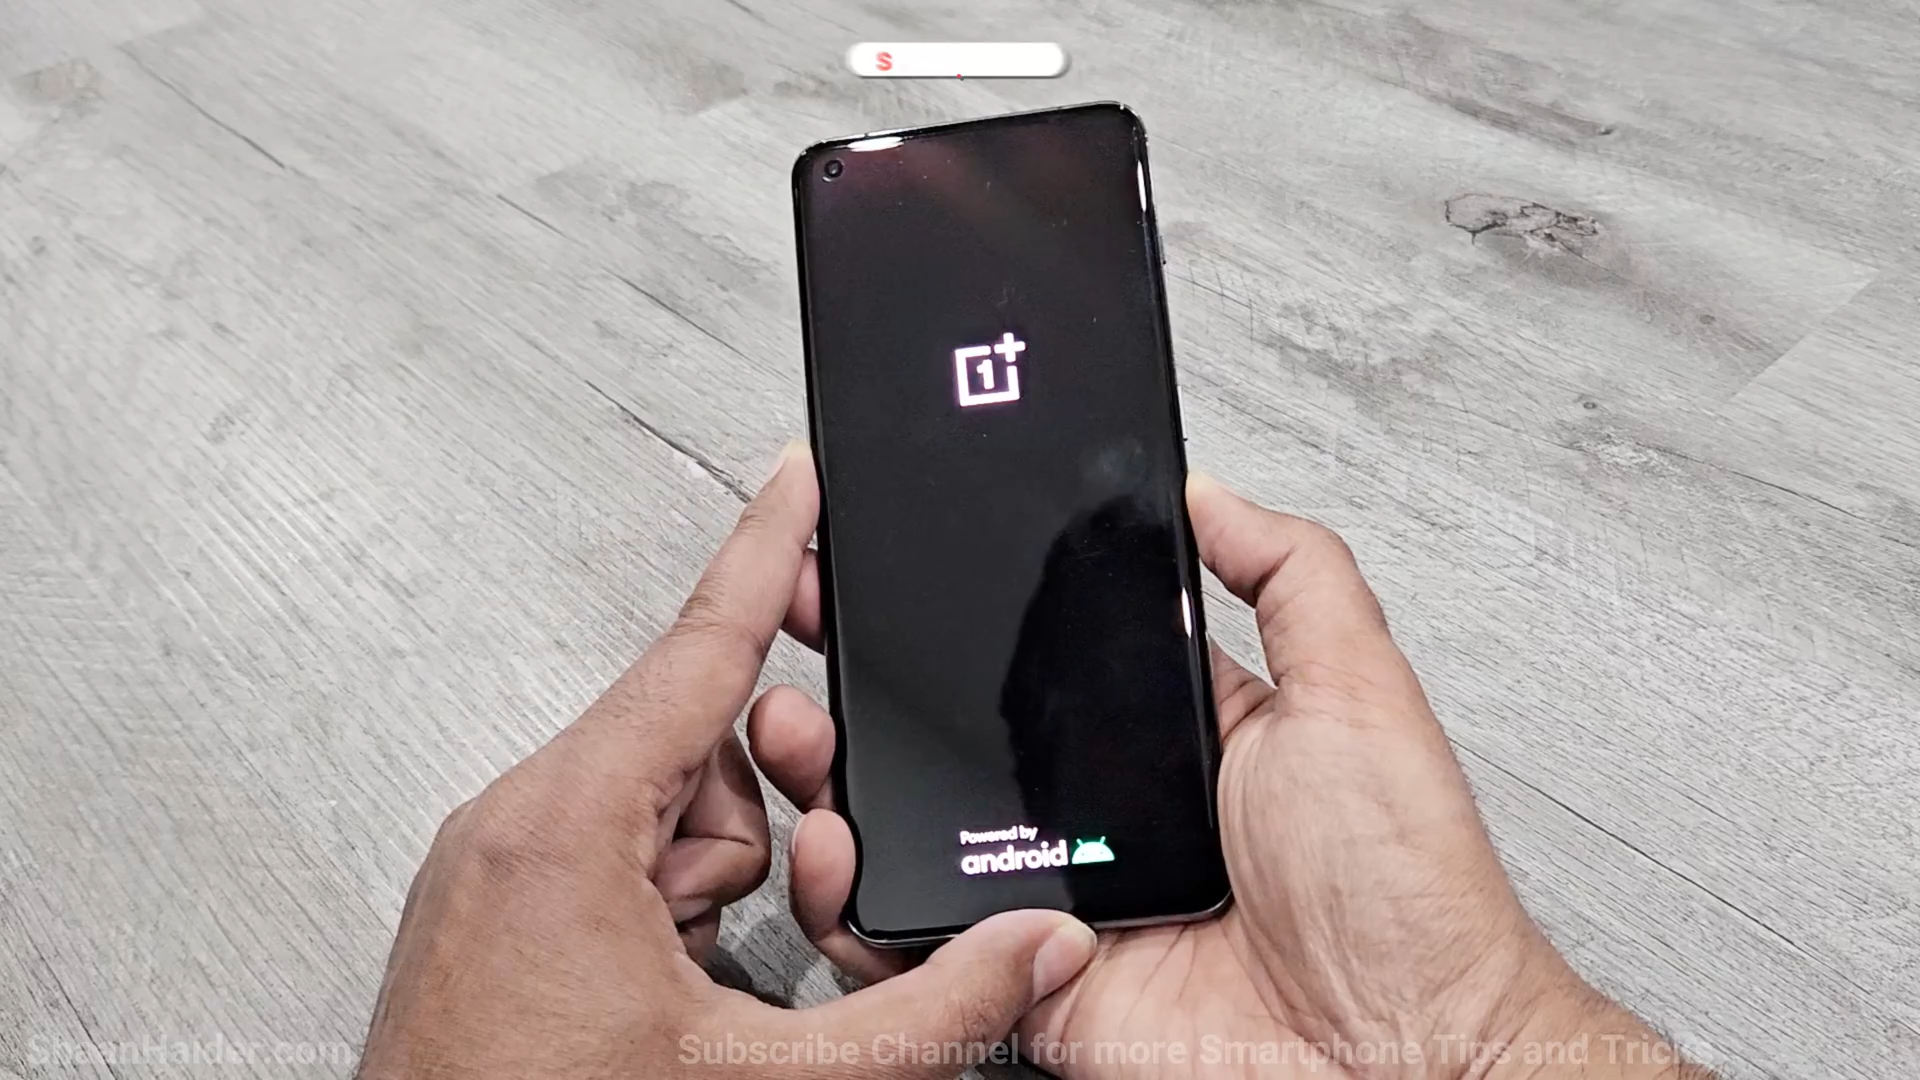 S
1+
Powered by
android
ShaanHaider.com
Subscribe Channel for more Smartphone Tips and Tricks